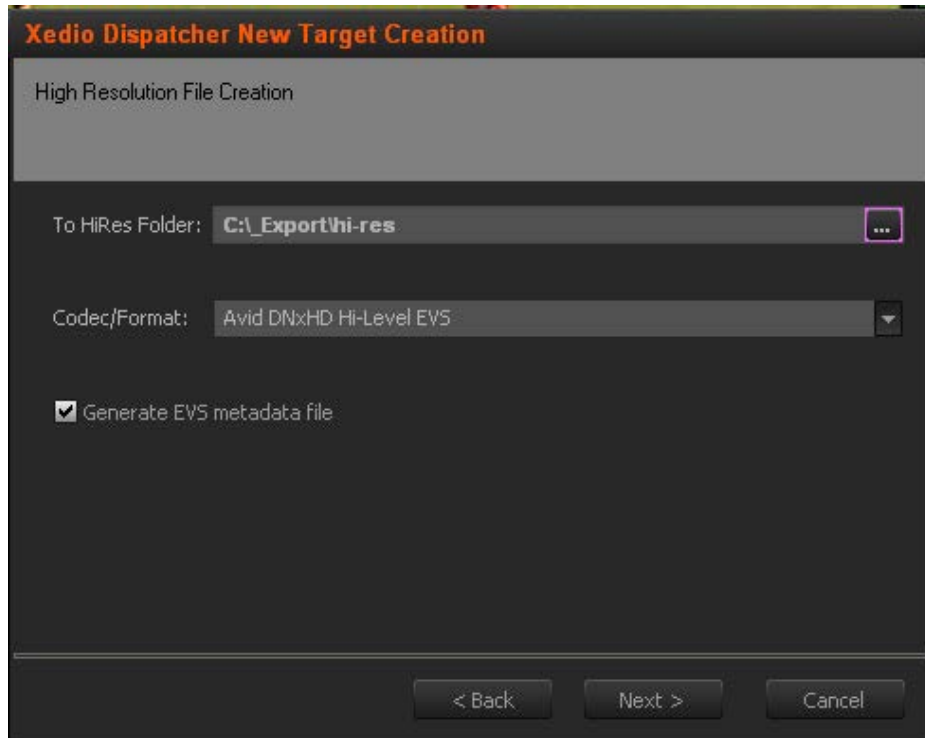 Xedio Dispatcher New Target Creation
High Resolution File Creation
To HiRes Folder: C:\_Export\hi-res ...
Codec/Format: Avid DNxHD Hi-Level EVS
Generate EVS metadata file
< Back Next > Cancel